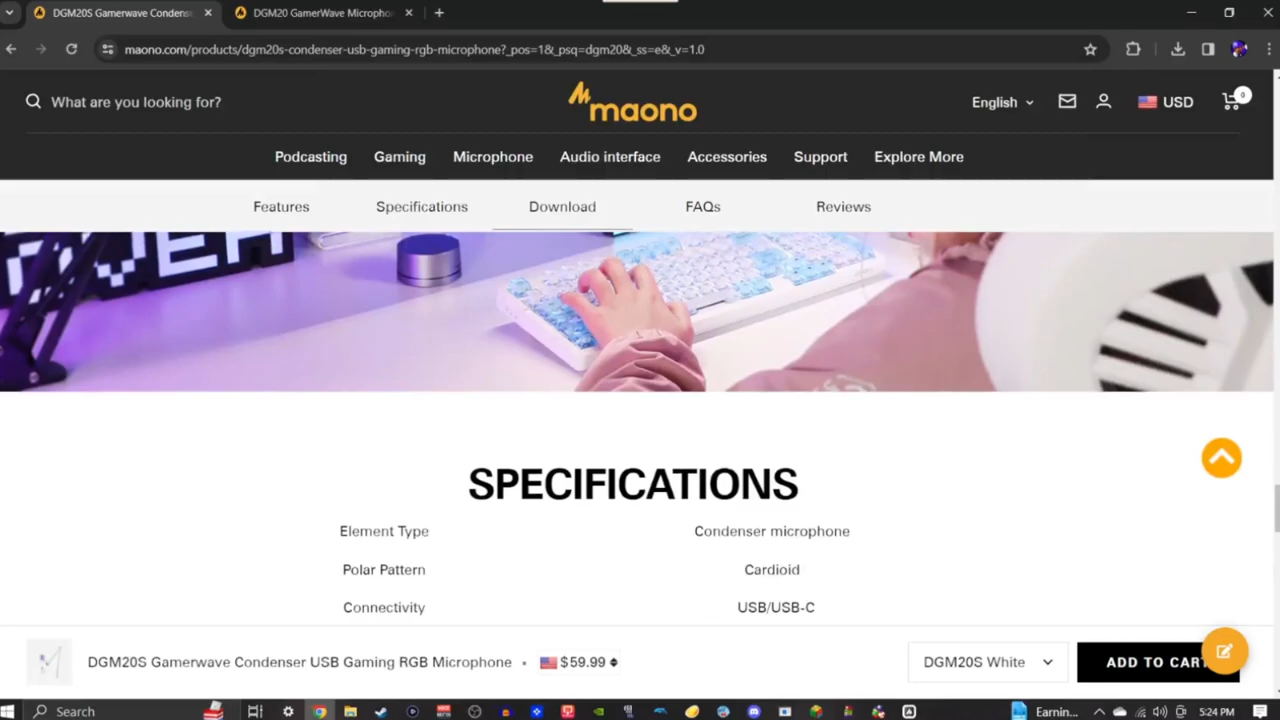 DGM20S Gamerwave Condens
DGM20 GamerWave Micropho
maono.com/products/dgm20s-condenser-usb-gaming-rgb-microphone?_pos=1&_psq=dgm20&_ss=e&_v=1.0
What are you looking for?
maono
English
USD
0
Podcasting
Gaming
Microphone
Audio interface
Accessories
Support
Explore More
Features
Specifications
Download
FAQs
Reviews
OVER
SPECIFICATIONS
Element Type
Condenser microphone
Polar Pattern
Cardioid
Connectivity
USB/USB-C
DGM20S Gamerwave Condenser USB Gaming RGB Microphone • $59.99
DGM20S White
ADD TO CART
Search
Earnin...
5:24 PM